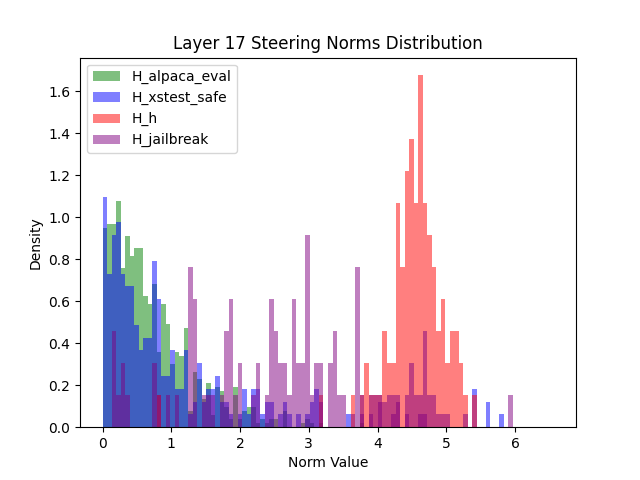 Layer 17 Steering Norms Distribution
H_alpaca_eval
H_xstest_safe
H_h
H_jailbreak
Density
1.6
1.4
1.2
1.0
0.8
0.6
0.4
0.2
0.0
0 1 2 3 4 5 6
Norm Value